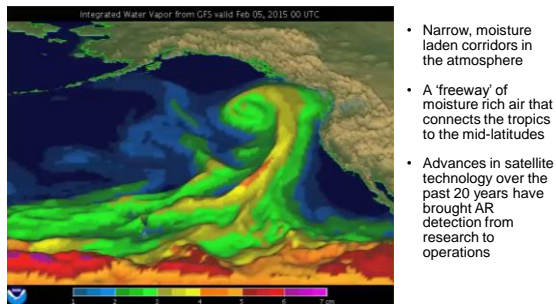 Integrated Water Vapor from GFS valid Feb 05, 2015 00 UTC
• Narrow, moisture
laden corridors in
the atmosphere
• A ‘freeway’ of
moisture rich air that
connects the tropics
to the mid-latitudes
• Advances in satellite
technology over the
past 20 years have
brought AR
detection from
research to
operations
1 2 3 4 5 6 7 cm